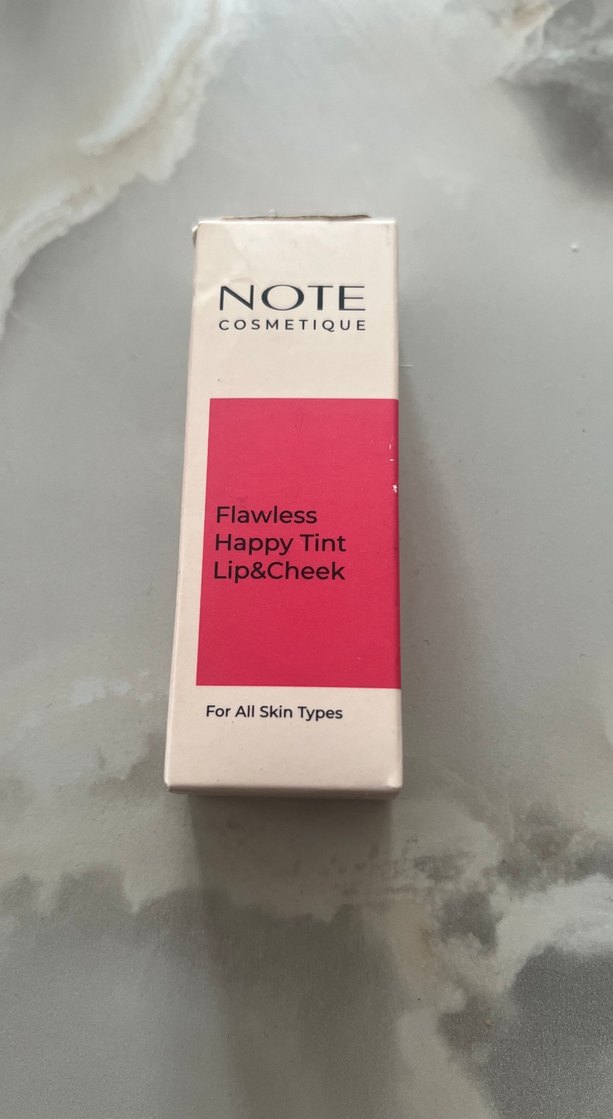 NOTE
COSMETIQUE
Flawless
Happy Tint
Lip&Cheek
For All Skin Types